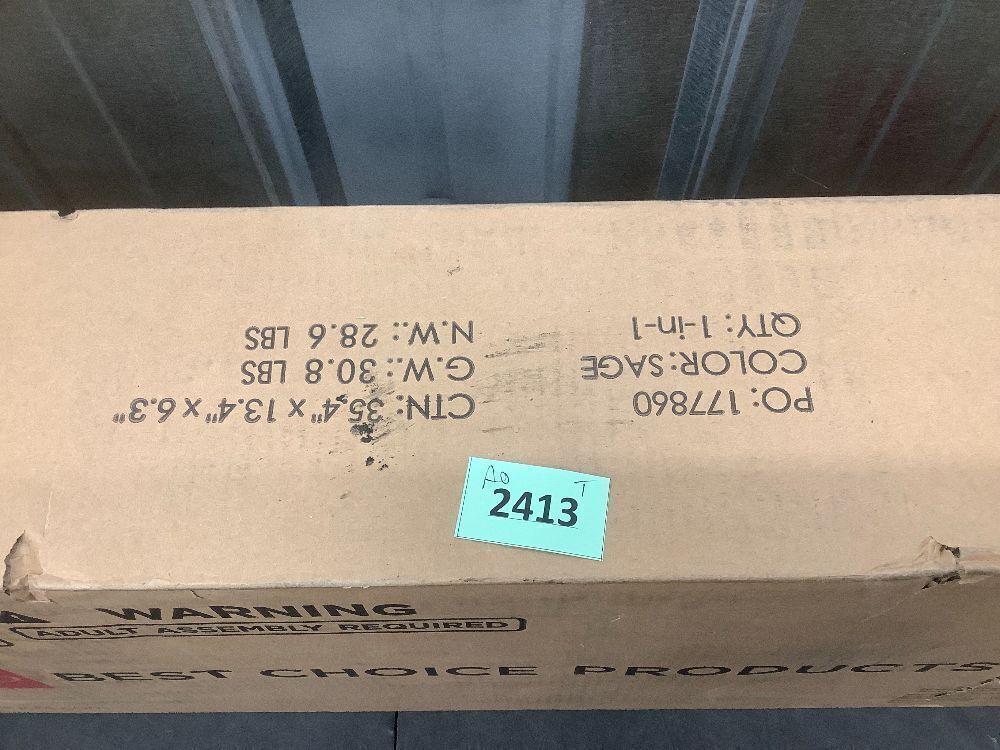 PO: 177860
COLOR:SAGE
QTY: 1-in-1
CTN: 35.4" x 13.4" x 6.3"
G.W.: 30.8 LBS
N.W.: 28.6 LBS
AO T
2413
WARNING
ADULT ASSEMBLY REQUIRED
BEST CHOICE PRODUCTS